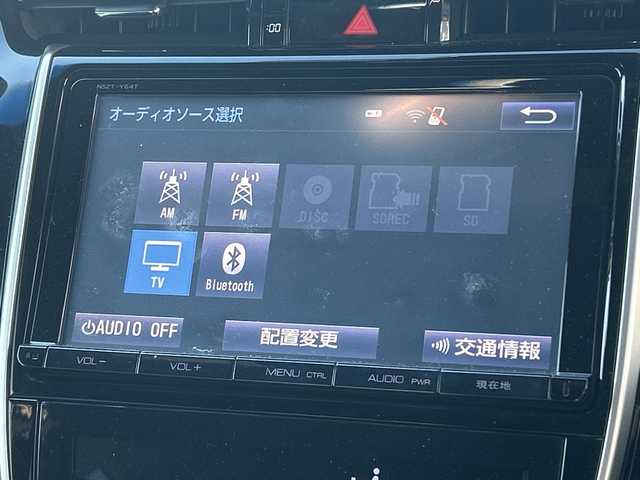 :00
NSZT-Y64T
オーディオソース選択
AM FM DISC SDREC SD
TV Bluetooth
AUDIO OFF 配置変更 交通情報
VOL− VOL+ MENU CTRL AUDIO PWR 現在地